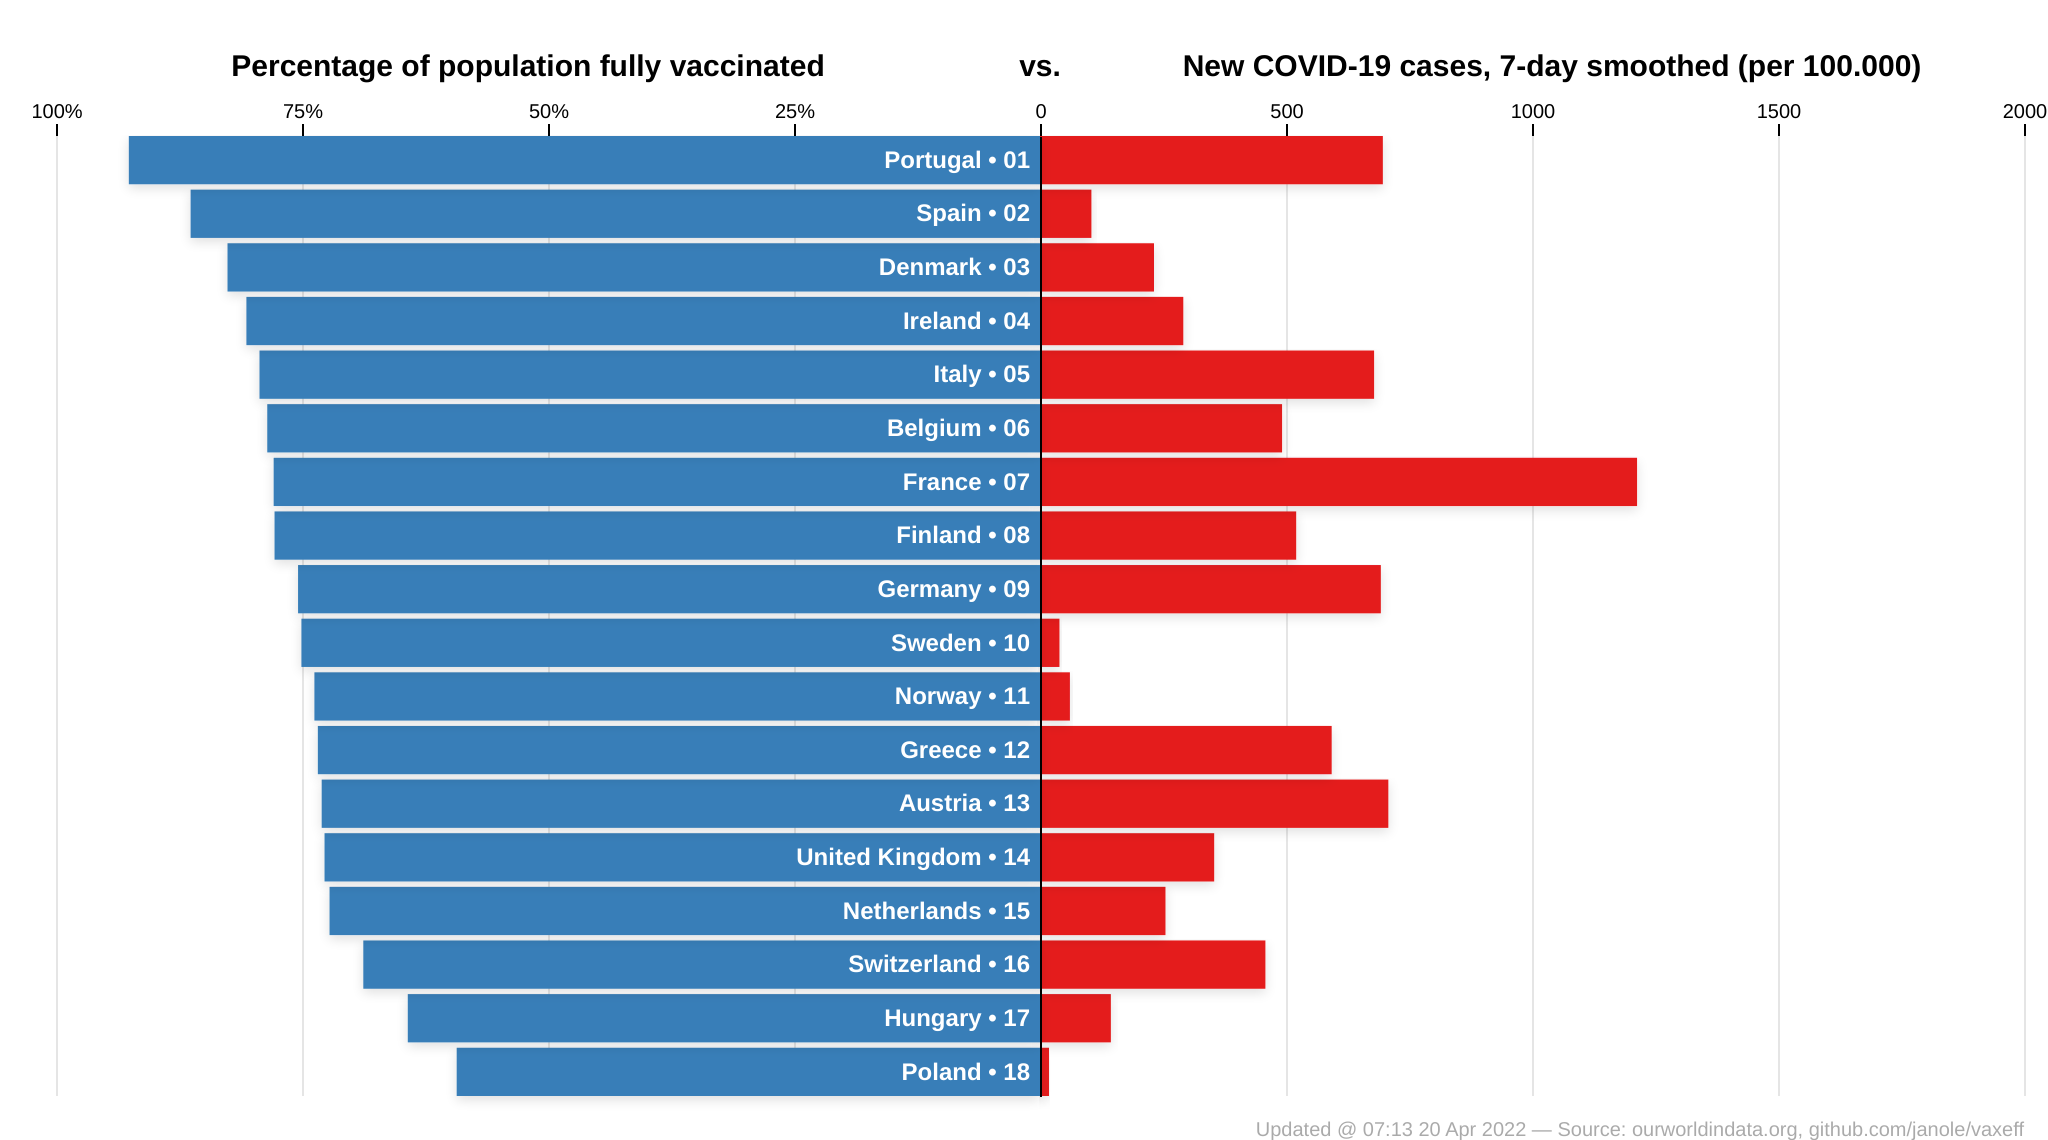 Percentage of population fully vaccinated vs. New COVID-19 cases, 7-day smoothed (per 100.000)
100% 75% 50% 25% 0 500 1000 1500 2000
Portugal • 01
Spain • 02
Denmark • 03
Ireland • 04
Italy • 05
Belgium • 06
France • 07
Finland • 08
Germany • 09
Sweden • 10
Norway • 11
Greece • 12
Austria • 13
United Kingdom • 14
Netherlands • 15
Switzerland • 16
Hungary • 17
Poland • 18
Updated @ 07:13 20 Apr 2022 — Source: ourworldindata.org, github.com/janole/vaxeff